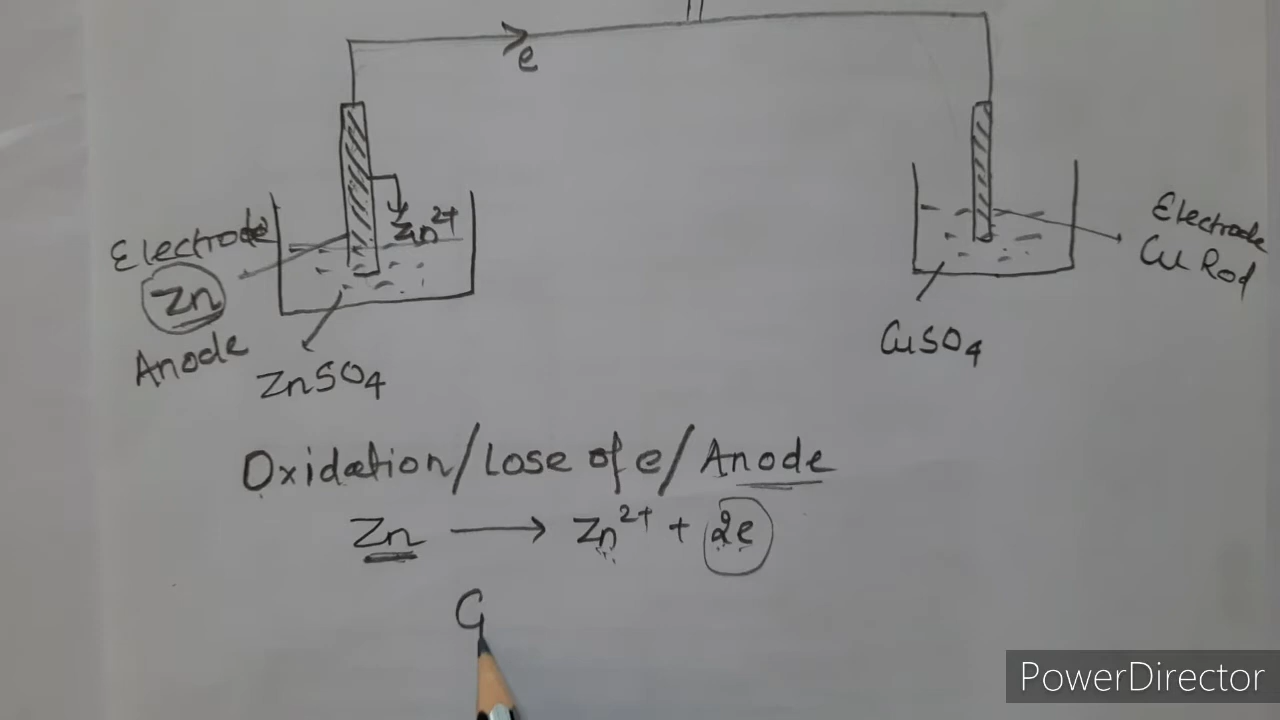 e
Zn²⁺
Electrode
Zn
Anode
ZnSO₄
Electrode
Cu Rod
CuSO₄
Oxidation/Lose of e/Anode
Zn ⟶ Zn²⁺ + 2e
G
PowerDirector